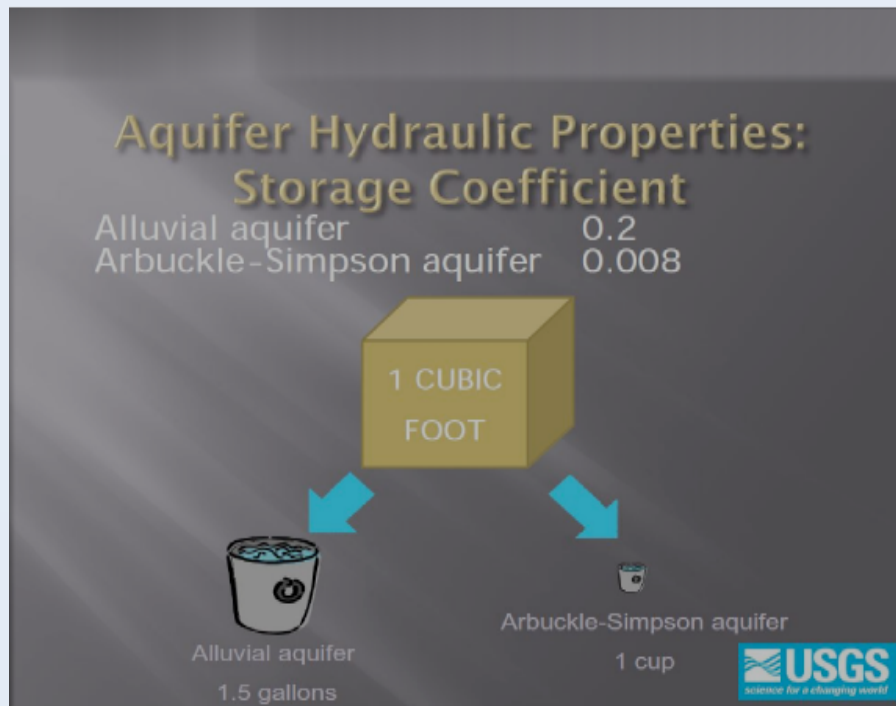 Aquifer Hydraulic Properties:
Storage Coefficient
Alluvial aquifer 0.2
Arbuckle-Simpson aquifer 0.008
1 CUBIC
FOOT
Alluvial aquifer
1.5 gallons
Arbuckle-Simpson aquifer
1 cup
USGS
science for a changing world